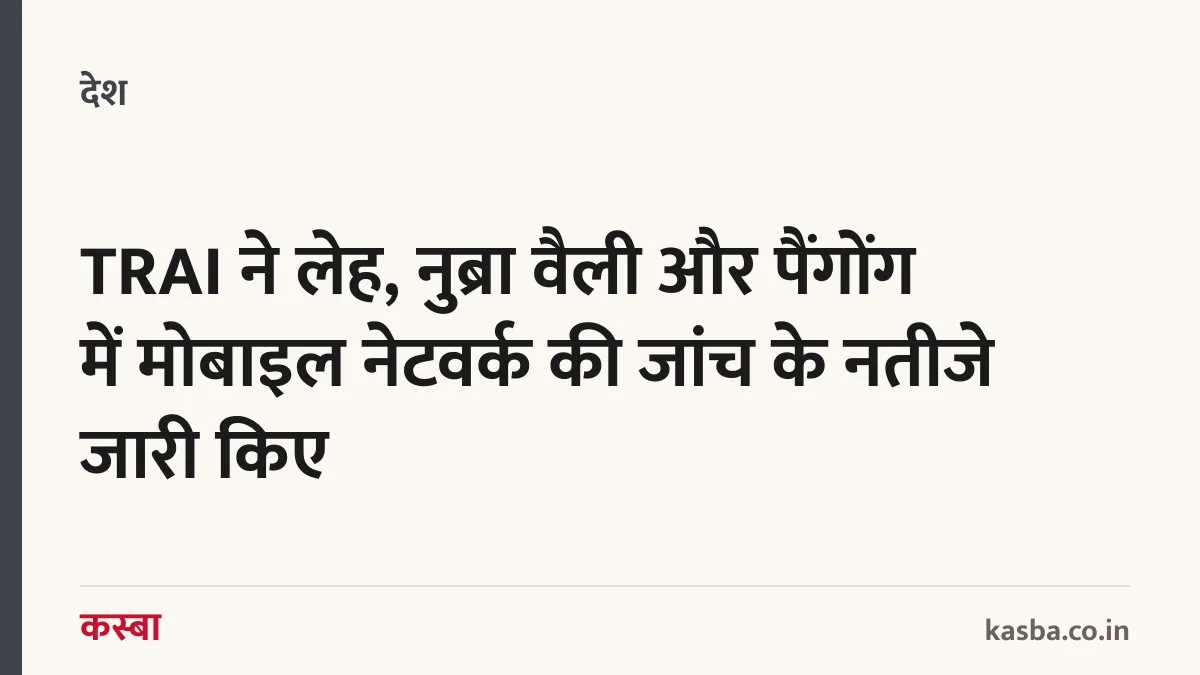 देश
TRAI ने लेह, नुब्रा वैली और पैंगोंग
में मोबाइल नेटवर्क की जांच के नतीजे
जारी किए
कस्बा
kasba.co.in